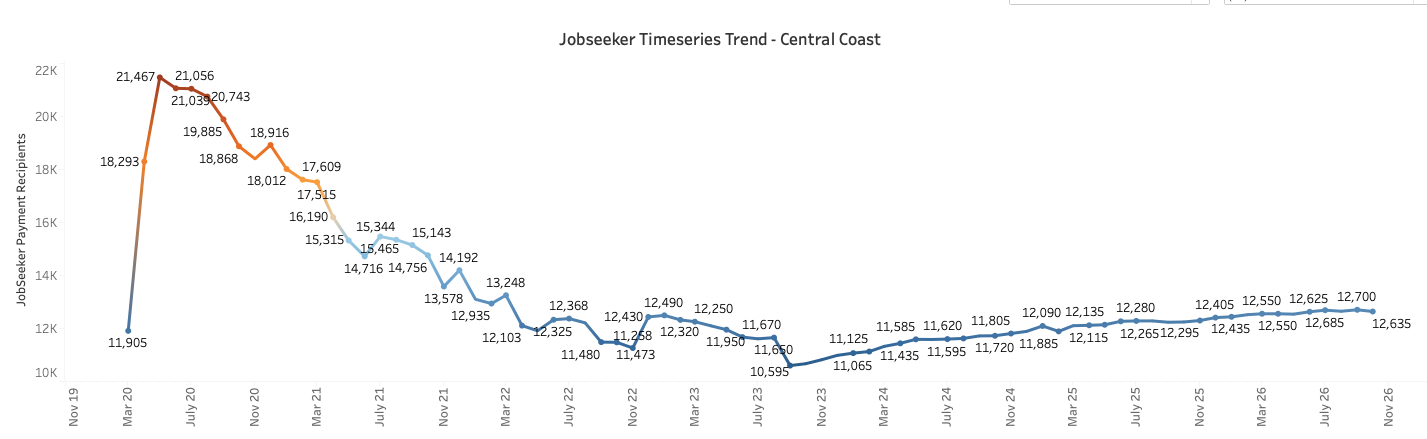 Jobseeker Timeseries Trend - Central Coast
JobSeeker Payment Recipients
22K
20K
18K
16K
14K
12K
10K
11,905
18,293
21,467
21,039
21,056
20,743
19,885
18,868
18,916
18,012
17,609
17,515
16,190
15,315
14,716
15,465
15,344
15,143
14,756
13,578
14,192
12,935
13,248
12,103
12,325
12,368
11,480
11,473
11,258
12,430
12,490
12,320
12,250
11,950
11,670
11,650
10,595
11,125
11,065
11,585
11,435
11,620
11,595
11,805
11,720
12,090
11,885
12,135
12,115
12,280
12,265
12,295
12,405
12,435
12,550
12,550
12,625
12,685
12,700
12,635
Nov 19
Mar 20
July 20
Nov 20
Mar 21
July 21
Nov 21
Mar 22
July 22
Nov 22
Mar 23
July 23
Nov 23
Mar 24
July 24
Nov 24
Mar 25
July 25
Nov 25
Mar 26
July 26
Nov 26